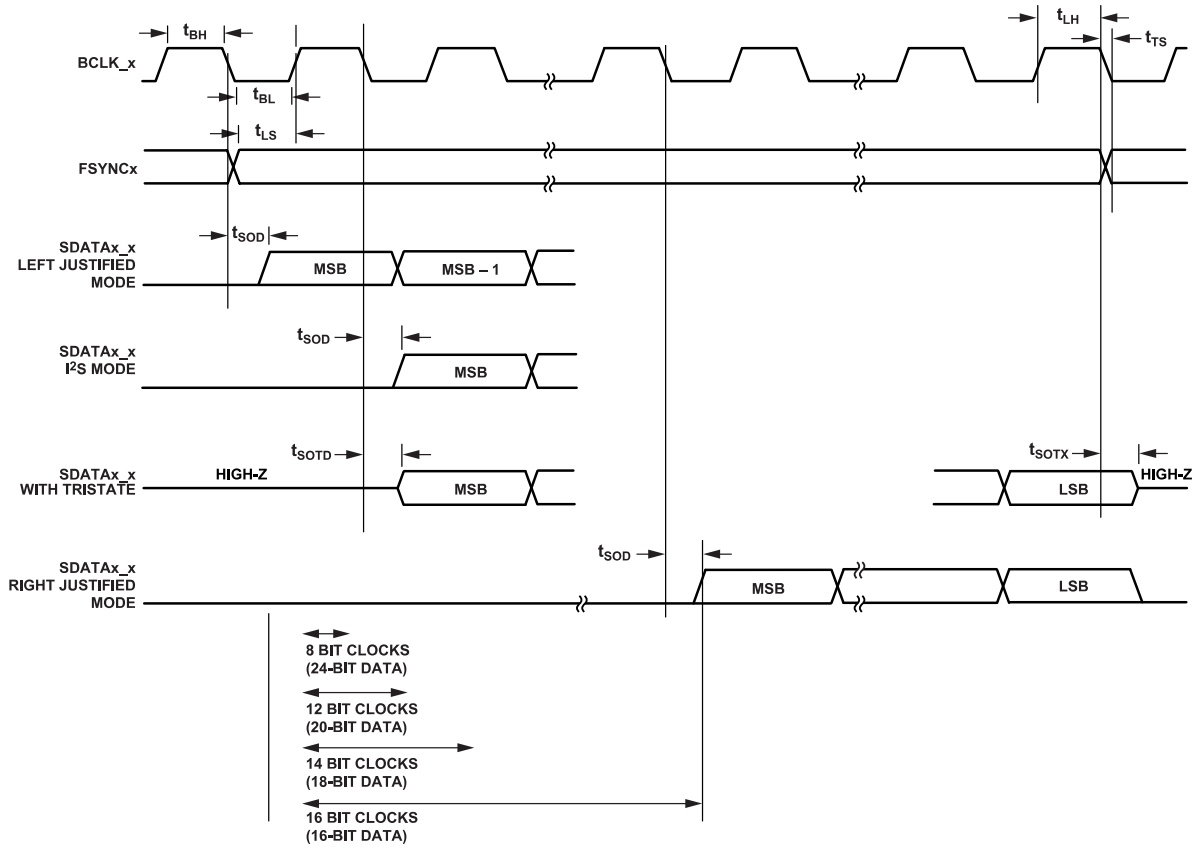 tBH
tLH
tTS
BCLK_x
tBL
tLS
FSYNCx
tSOD
SDATAx_x
LEFT JUSTIFIED
MODE
MSB
MSB – 1
tSOD
SDATAx_x
I²S MODE
MSB
tSOTD
tSOTX
SDATAx_x
WITH TRISTATE
HIGH-Z
MSB
LSB
HIGH-Z
tSOD
SDATAx_x
RIGHT JUSTIFIED
MODE
MSB
LSB
8 BIT CLOCKS
(24-BIT DATA)
12 BIT CLOCKS
(20-BIT DATA)
14 BIT CLOCKS
(18-BIT DATA)
16 BIT CLOCKS
(16-BIT DATA)